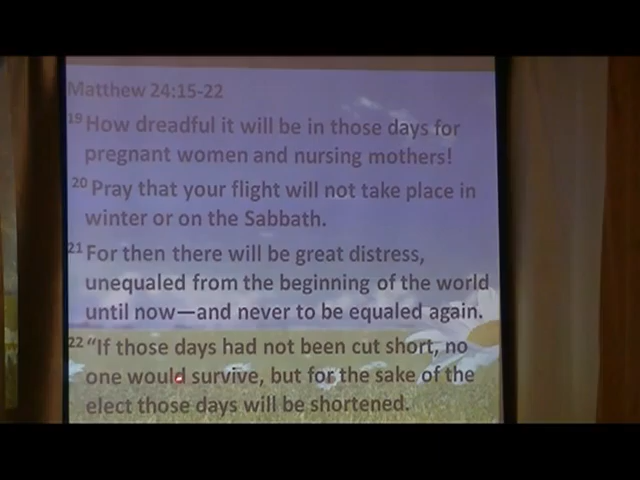 Matthew 24:15-22
19 How dreadful it will be in those days for
pregnant women and nursing mothers!
20 Pray that your flight will not take place in
winter or on the Sabbath.
21 For then there will be great distress,
unequaled from the beginning of the world
until now—and never to be equaled again.
22 “If those days had not been cut short, no
one would survive, but for the sake of the
elect those days will be shortened.